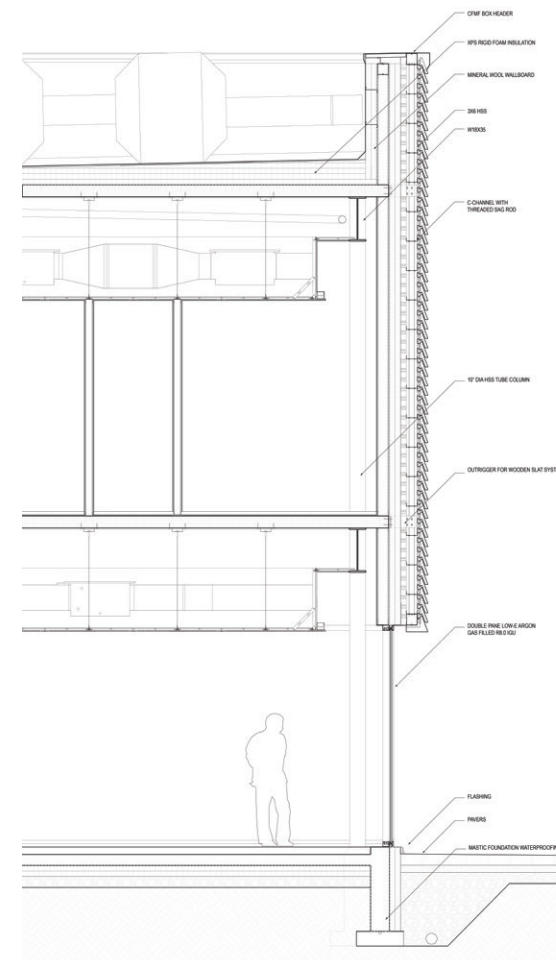 CFMF BOX HEADER
XPS RIGID FOAM INSULATION
MINERAL WOOL WALLBOARD
3X6 HSS
W18X35
C-CHANNEL WITH
THREADED SAG ROD
10" DIA HSS TUBE COLUMN
OUTRIGGER FOR WOODEN SLAT SYST
DOUBLE PANE LOW-E ARGON
GAS FILLED R8.0 IGU
FLASHING
PAVERS
MASTIC FOUNDATION WATERPROOFIN